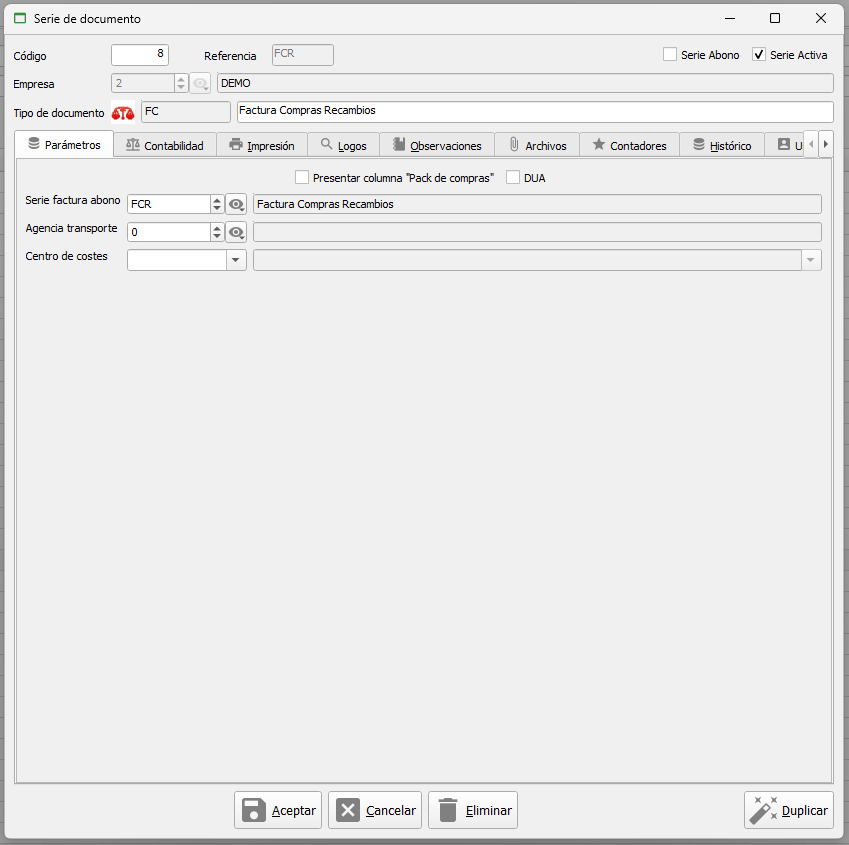 Serie de documento
Código 8 Referencia FCR Serie Abono Serie Activa
Empresa 2 DEMO
Tipo de documento FC Factura Compras Recambios
Parámetros Contabilidad Impresión Logos Observaciones Archivos Contadores Histórico U
Presentar columna "Pack de compras" DUA
Serie factura abono FCR Factura Compras Recambios
Agencia transporte 0
Centro de costes
Aceptar Cancelar Eliminar Duplicar